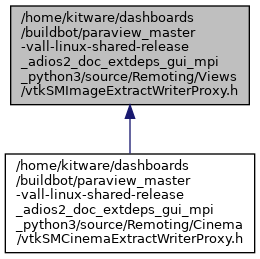 /home/kitware/dashboards
/buildbot/paraview_master
-vall-linux-shared-release
_adios2_doc_extdeps_gui_mpi
_python3/source/Remoting/Views
/vtkSMImageExtractWriterProxy.h
/home/kitware/dashboards
/buildbot/paraview_master
-vall-linux-shared-release
_adios2_doc_extdeps_gui_mpi
_python3/source/Remoting/Cinema
/vtkSMCinemaExtractWriterProxy.h